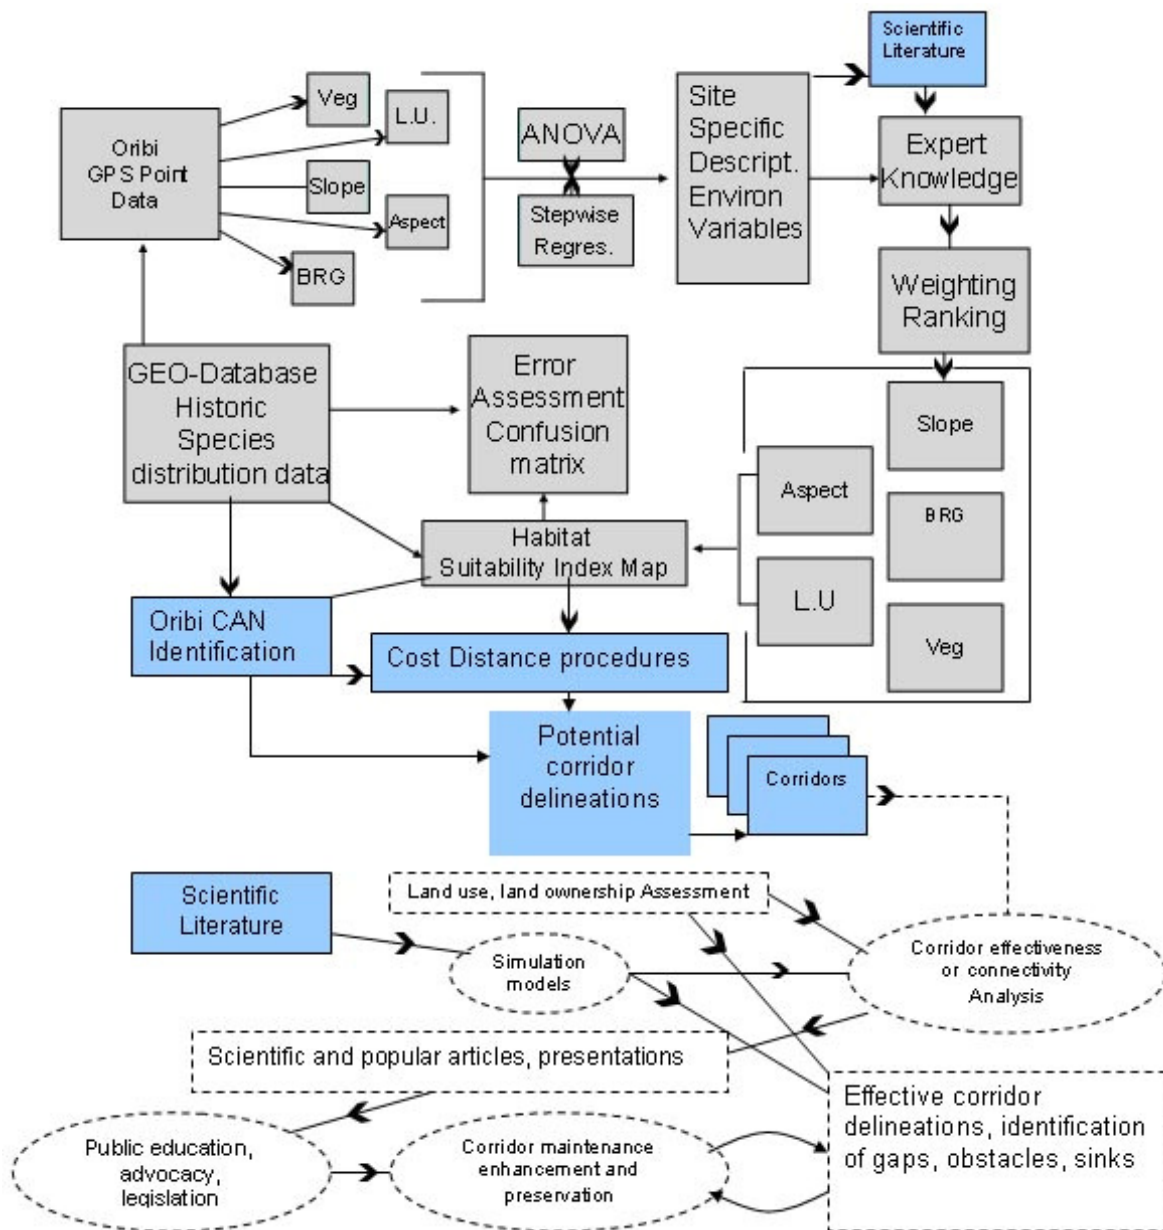 Scientific
Literature
Veg
L.U.
Oribi
GPS Point
Data
Slope
Aspect
BRG
ANOVA
Stepwise
Regres.
Site
Specific
Descript.
Environ
Variables
Expert
Knowledge
Weighting
Ranking
GEO-Database
Historic
Species
distribution data
Error
Assessment
Confusion
matrix
Slope
Aspect
BRG
L.U
Veg
Habitat
Suitability Index Map
Oribi CAN
Identification
Cost Distance procedures
Potential
corridor
delineations
Corridors
Scientific
Literature
Land use, land ownership Assessment
Simulation
models
Corridor effectiveness
or connectivity
Analysis
Scientific and popular articles, presentations
Effective corridor
delineations, identification
of gaps, obstacles, sinks
Public education,
advocacy,
legislation
Corridor maintenance
enhancement and
preservation